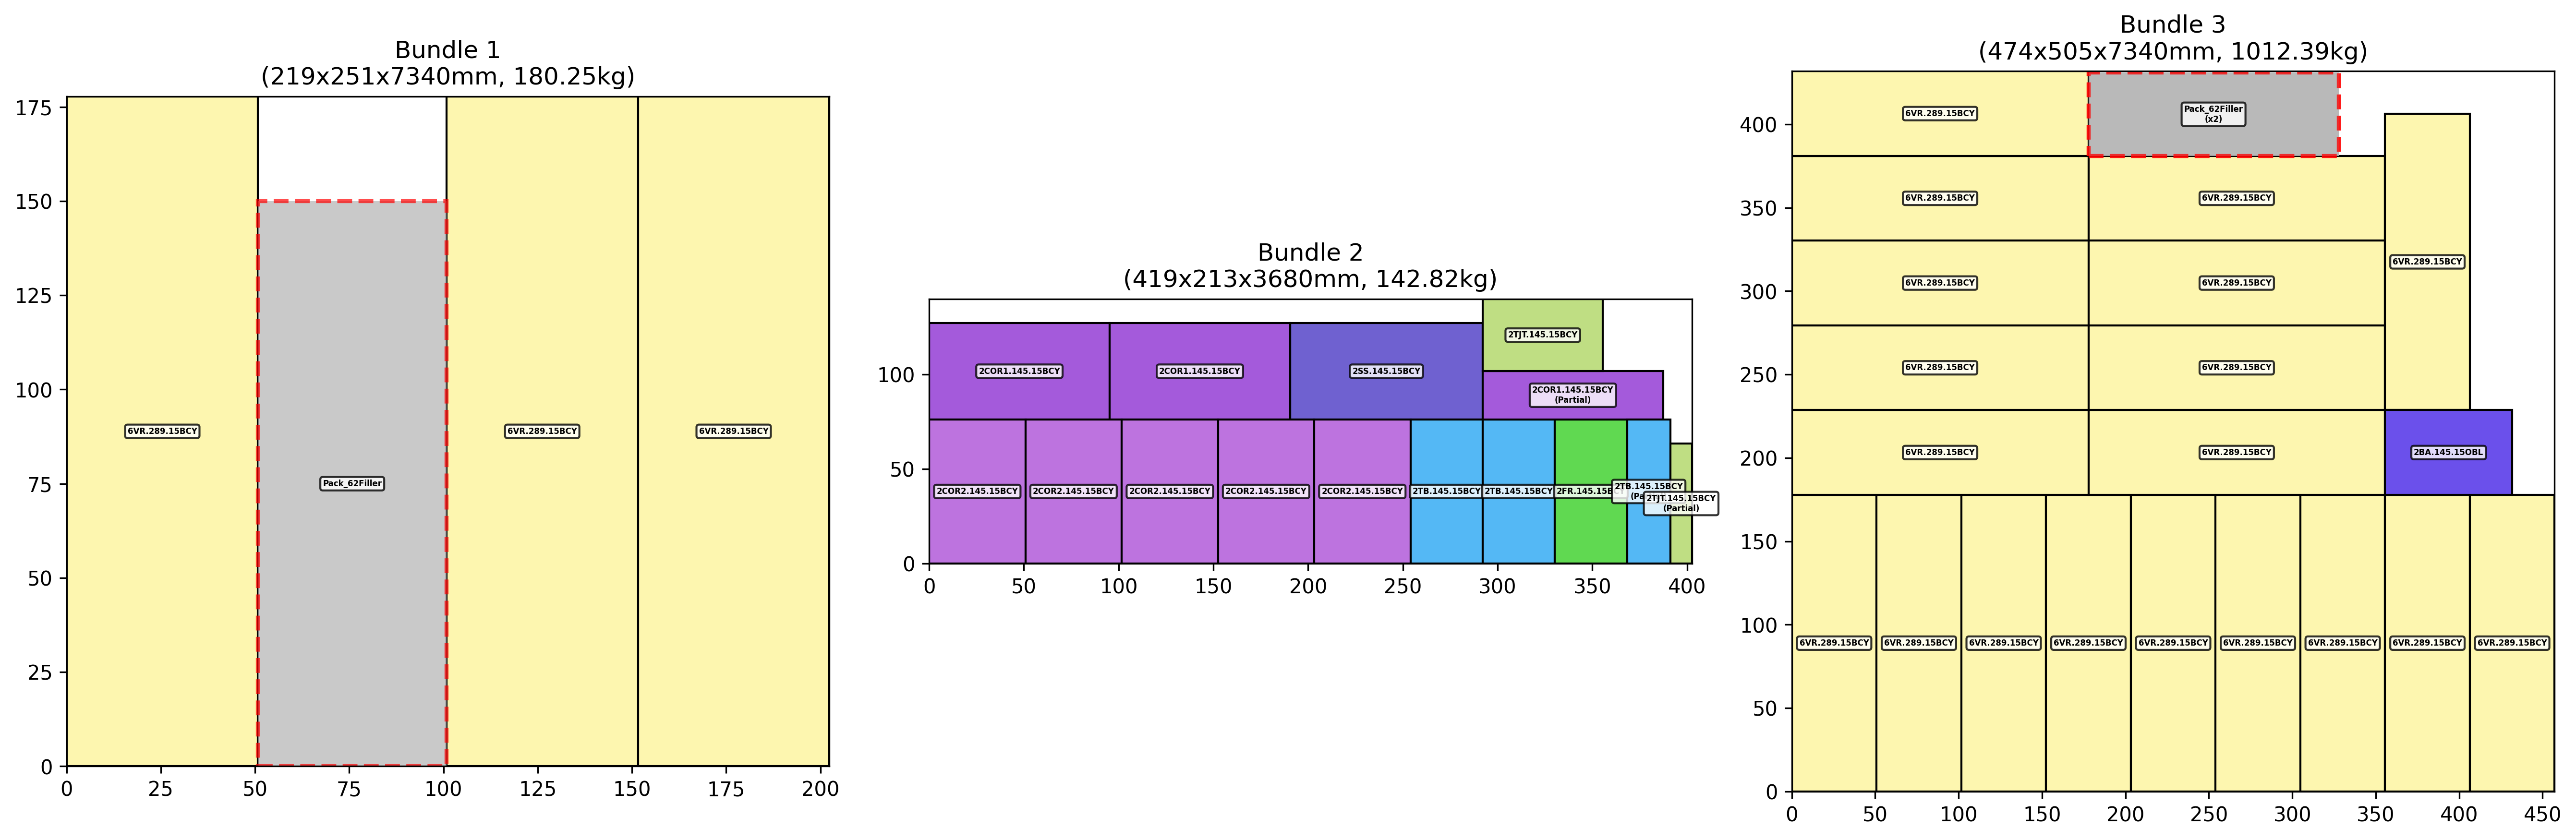 Bundle 1
(219x251x7340mm, 180.25kg)
175
150
125
100
75
50
25
0
6VR.289.15BCY
Pack_62Filler
6VR.289.15BCY
6VR.289.15BCY
0 25 50 75 100 125 150 175 200
Bundle 2
(419x213x3680mm, 142.82kg)
100
50
0
2TJT.145.15BCY
2COR1.145.15BCY
2COR1.145.15BCY
2SS.145.15BCY
2COR1.145.15BCY
(Partial)
2COR2.145.15BCY
2COR2.145.15BCY
2COR2.145.15BCY
2COR2.145.15BCY
2COR2.145.15BCY
2TB.145.15BCY
2TB.145.15BCY
2FR.145.15BC
2TB.145.15BCY
(Pa
2TJT.145.15BCY
(Partial)
0 50 100 150 200 250 300 350 400
Bundle 3
(474x505x7340mm, 1012.39kg)
400
350
300
250
200
150
100
50
0
6VR.289.15BCY
Pack_62Filler
(x2)
6VR.289.15BCY
6VR.289.15BCY
6VR.289.15BCY
6VR.289.15BCY
6VR.289.15BCY
6VR.289.15BCY
6VR.289.15BCY
6VR.289.15BCY
6VR.289.15BCY
2BA.145.15OBL
6VR.289.15BCY
6VR.289.15BCY
6VR.289.15BCY
6VR.289.15BCY
6VR.289.15BCY
6VR.289.15BCY
6VR.289.15BCY
6VR.289.15BCY
6VR.289.15BCY
6VR.289.15BCY
0 50 100 150 200 250 300 350 400 450